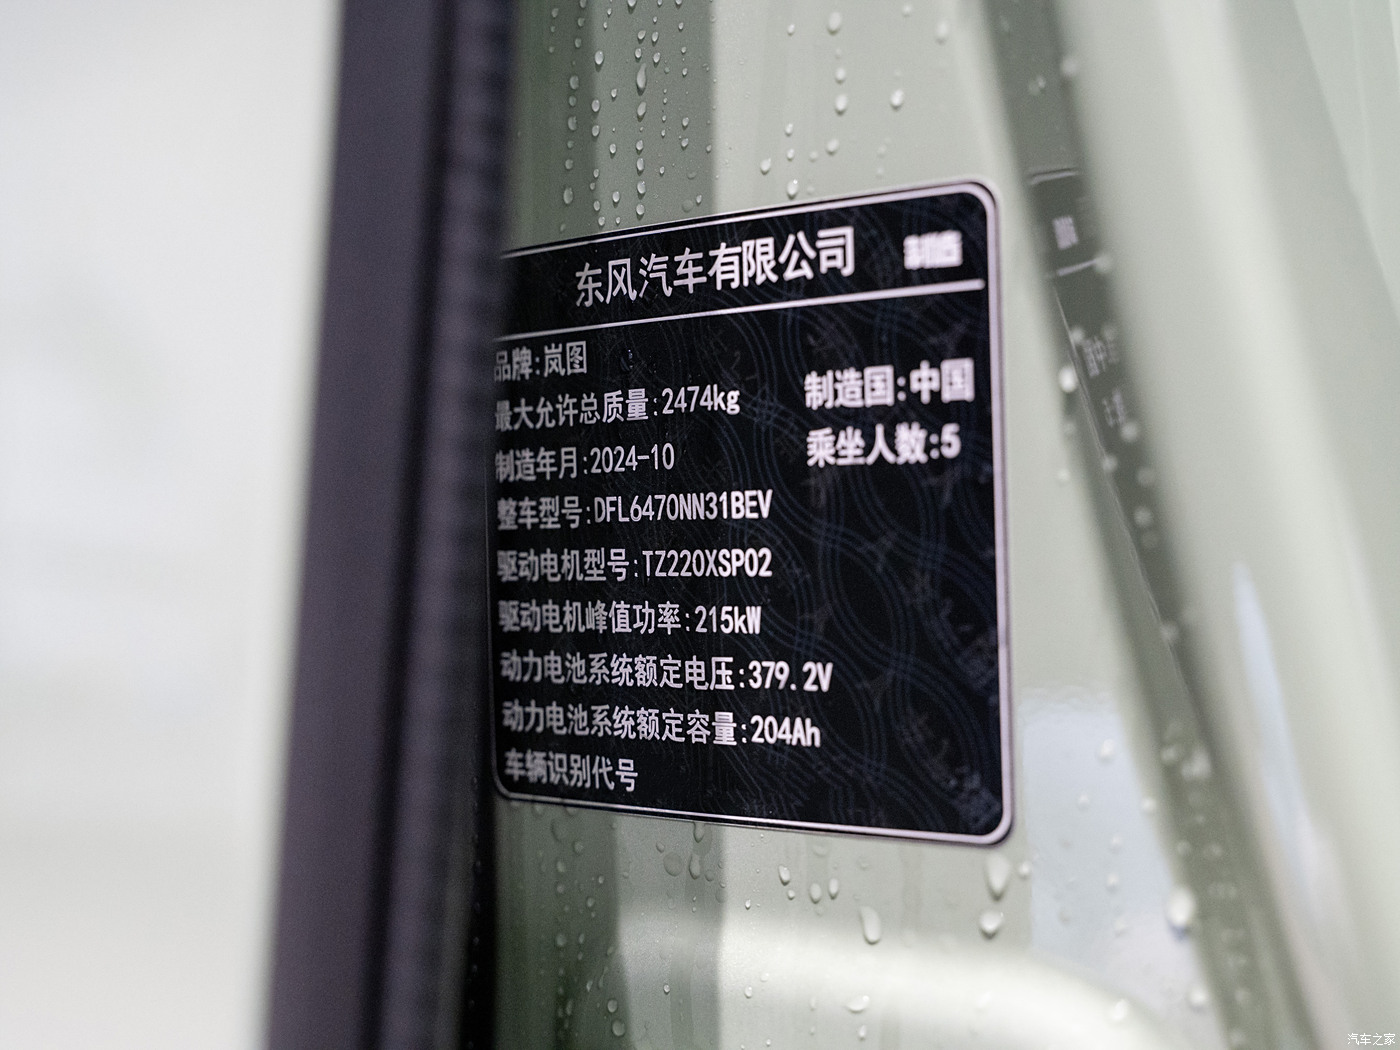 东风汽车有限公司 制造
品牌:岚图
最大允许总质量:2474kg 制造国:中国
制造年月:2024-10 乘坐人数:5
整车型号:DFL6470NN31BEV
驱动电机型号:TZ220XSP02
驱动电机峰值功率:215kW
动力电池系统额定电压:379.2V
动力电池系统额定容量:204Ah
车辆识别代号
汽车之家